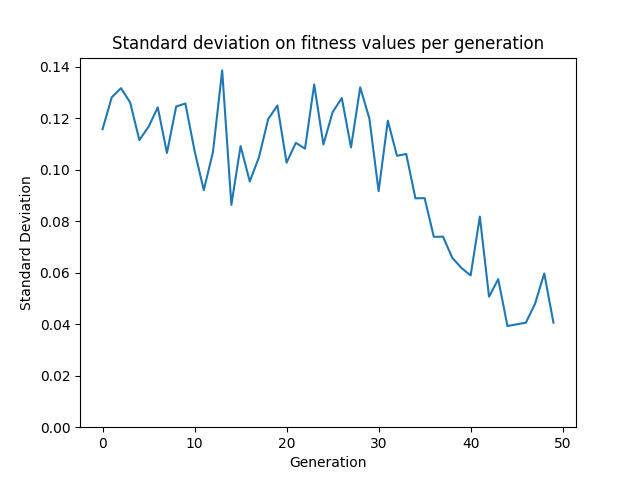 Standard deviation on fitness values per generation
0.14
0.12
0.10
0.08
0.06
0.04
0.02
0.00
Standard Deviation
0 10 20 30 40 50
Generation